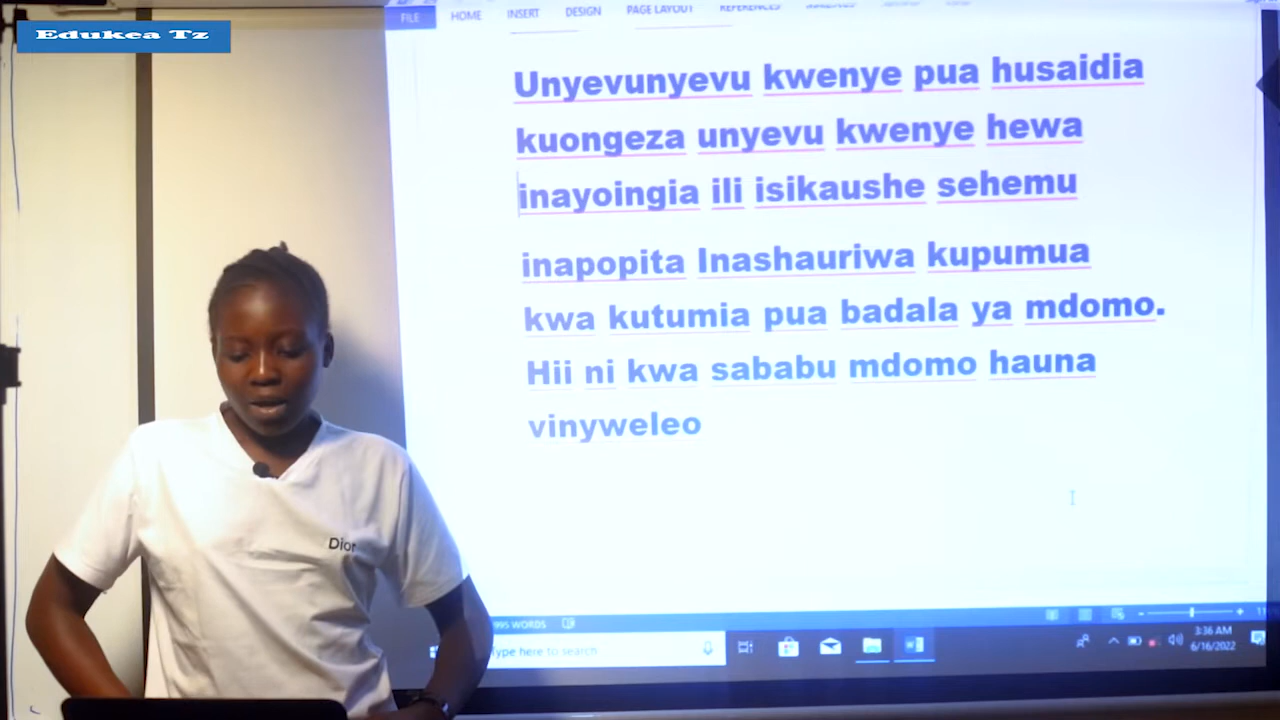 Edukea Tz
FILE HOME INSERT DESIGN PAGE LAYOUT REFERENCES
Unyevunyevu kwenye pua husaidia
kuongeza unyevu kwenye hewa
inayoingia ili isikaushe sehemu
inapopita Inashauriwa kupumua
kwa kutumia pua badala ya mdomo.
Hii ni kwa sababu mdomo hauna
vinyweleo
Dior
995 WORDS
Type here to search
3:36 AM
6/16/2022